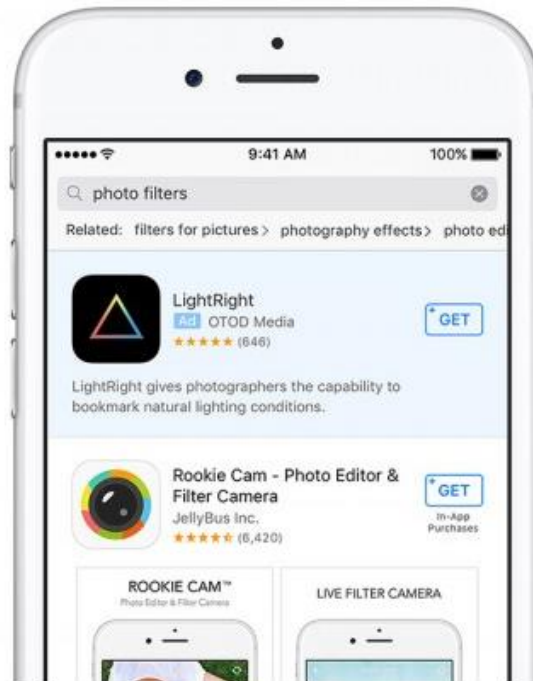 9:41 AM 100%
photo filters
Related: filters for pictures > photography effects > photo ed
LightRight
Ad OTOD Media
(646)
GET
LightRight gives photographers the capability to
bookmark natural lighting conditions.
Rookie Cam - Photo Editor &
Filter Camera
JellyBus Inc.
(6,420)
GET
In-App
Purchases
ROOKIE CAM™
Photo Editor & Filter Camera
LIVE FILTER CAMERA